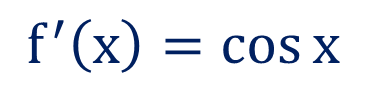 f′(x) = cos x